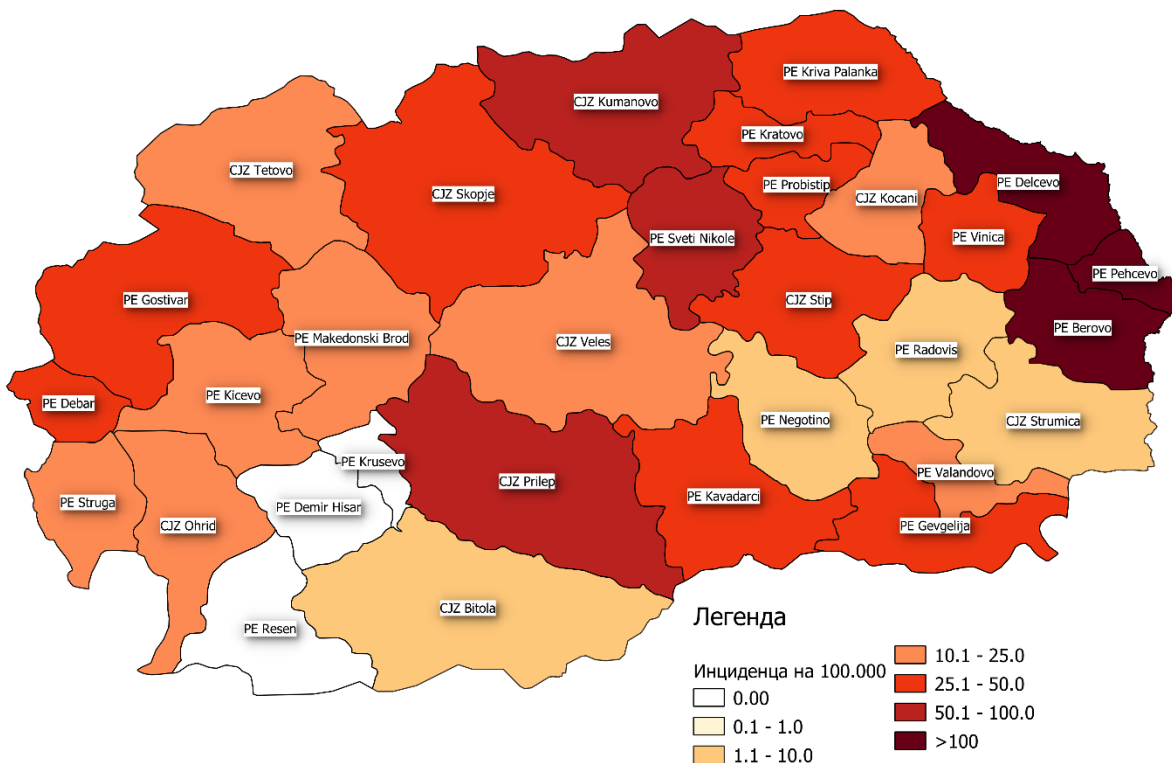 PE Kriva Palanka
CJZ Kumanovo
PE Kratovo
CJZ Tetovo
PE Probistip
PE Delcevo
CJZ Skopje
CJZ Kocani
PE Sveti Nikole
PE Vinica
PE Pehcevo
PE Gostivar
CJZ Stip
PE Berovo
PE Makedonski Brod
CJZ Veles
PE Radovis
PE Kicevo
PE Debar
PE Negotino
CJZ Strumica
PE Krusevo
PE Valandovo
CJZ Prilep
PE Kavadarci
PE Struga
PE Demir Hisar
CJZ Ohrid
PE Gevgelija
CJZ Bitola
PE Resen
Легенда
Инциденца на 100.000
0.00
0.1 - 1.0
1.1 - 10.0
10.1 - 25.0
25.1 - 50.0
50.1 - 100.0
>100